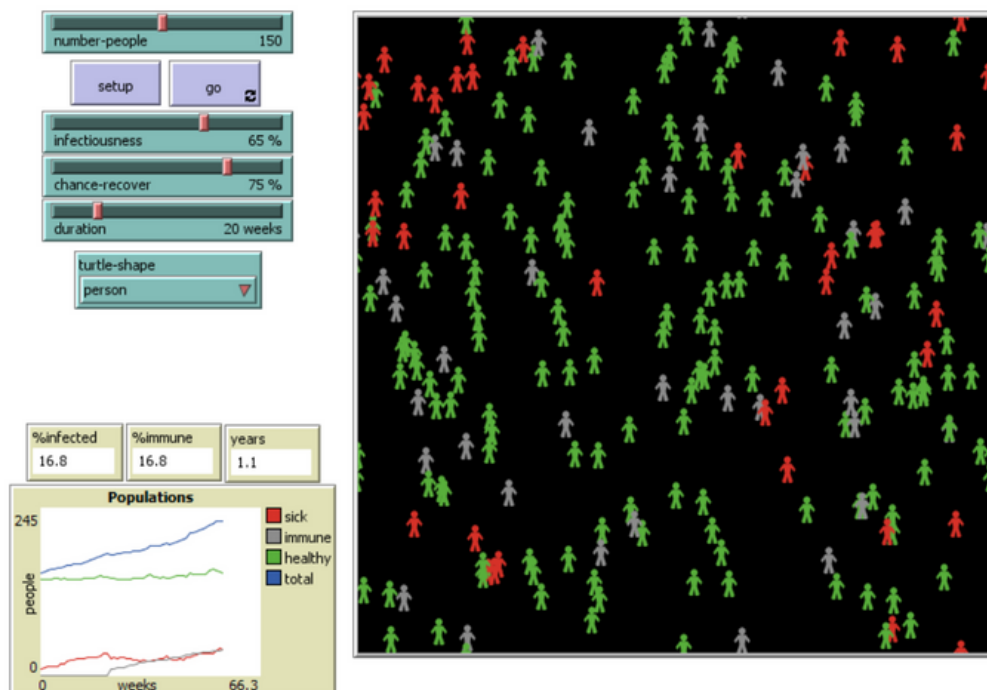 number-people 150
setup
go
infectiousness 65 %
chance-recover 75 %
duration 20 weeks
turtle-shape
person
%infected
16.8
%immune
16.8
years
1.1
Populations
245
people
0
0
weeks
66.3
sick
immune
healthy
total